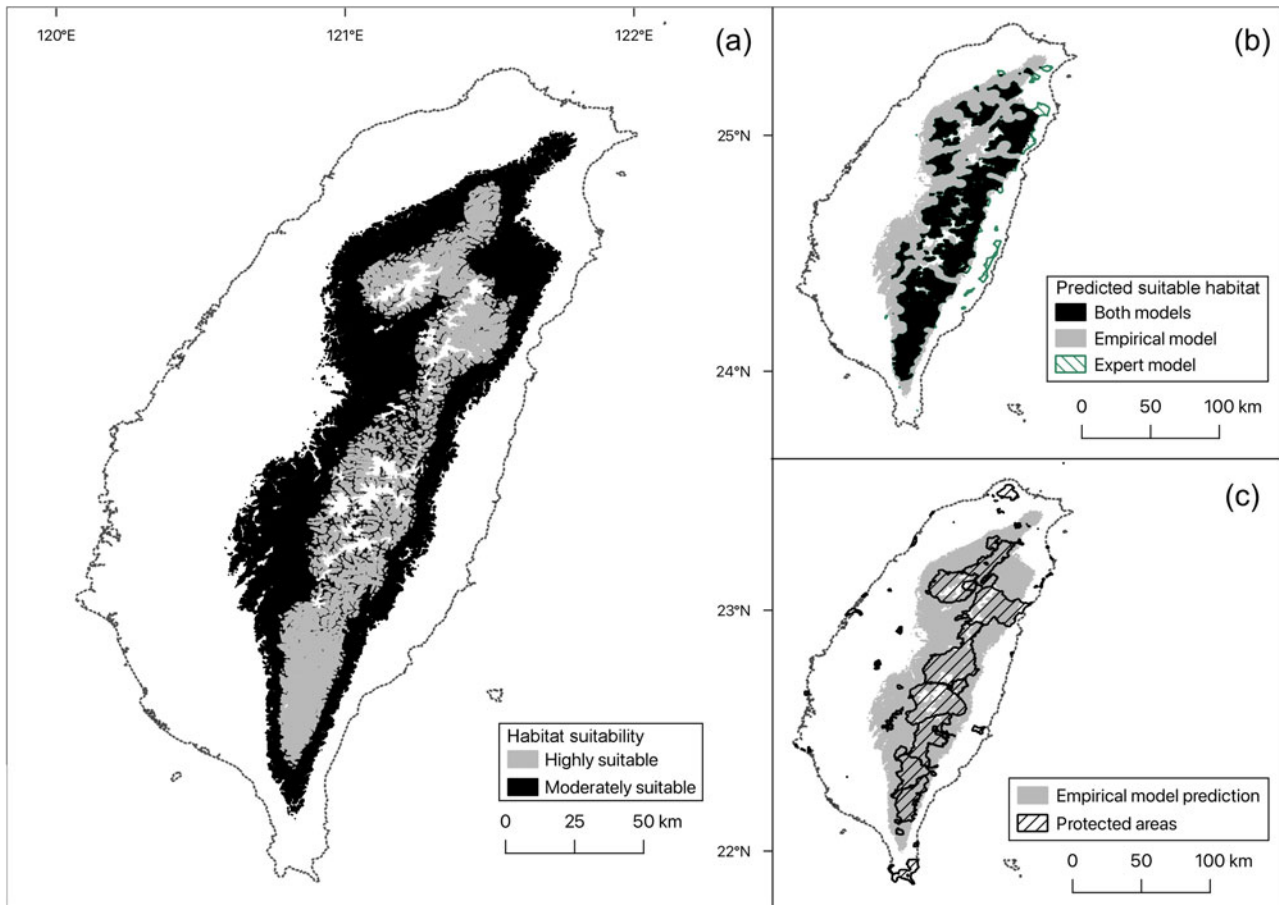 120°E
121°E
122°E
(a)
Habitat suitability
Highly suitable
Moderately suitable
0 25 50 km
25°N
24°N
23°N
22°N
(b)
Predicted suitable habitat
Both models
Empirical model
Expert model
0 50 100 km
(c)
Empirical model prediction
Protected areas
0 50 100 km